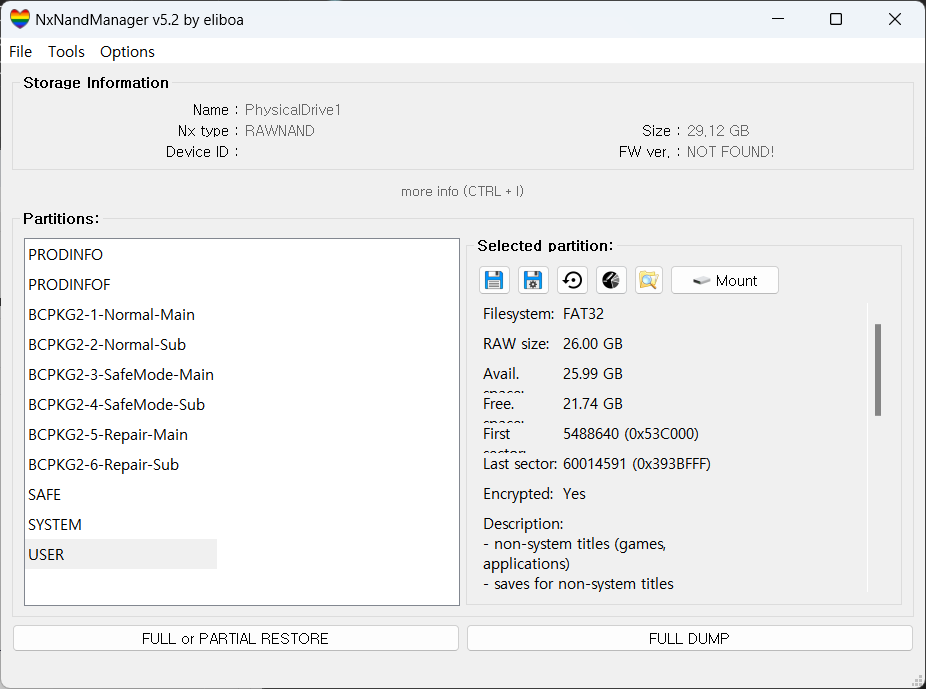 NxNandManager v5.2 by eliboa
File Tools Options
Storage Information
Name : PhysicalDrive1
Nx type : RAWNAND
Size : 29,12 GB
Device ID :
FW ver, : NOT FOUND!
more info (CTRL + I)
Partitions:
PRODINFO
PRODINFOF
BCPKG2-1-Normal-Main
BCPKG2-2-Normal-Sub
BCPKG2-3-SafeMode-Main
BCPKG2-4-SafeMode-Sub
BCPKG2-5-Repair-Main
BCPKG2-6-Repair-Sub
SAFE
SYSTEM
USER
Selected partition:
Mount
Filesystem: FAT32
RAW size: 26.00 GB
Avail. space: 25.99 GB
Free. space: 21.74 GB
First sector: 5488640 (0x53C000)
Last sector: 60014591 (0x393BFFF)
Encrypted: Yes
Description:
- non-system titles (games,
applications)
- saves for non-system titles
FULL or PARTIAL RESTORE
FULL DUMP